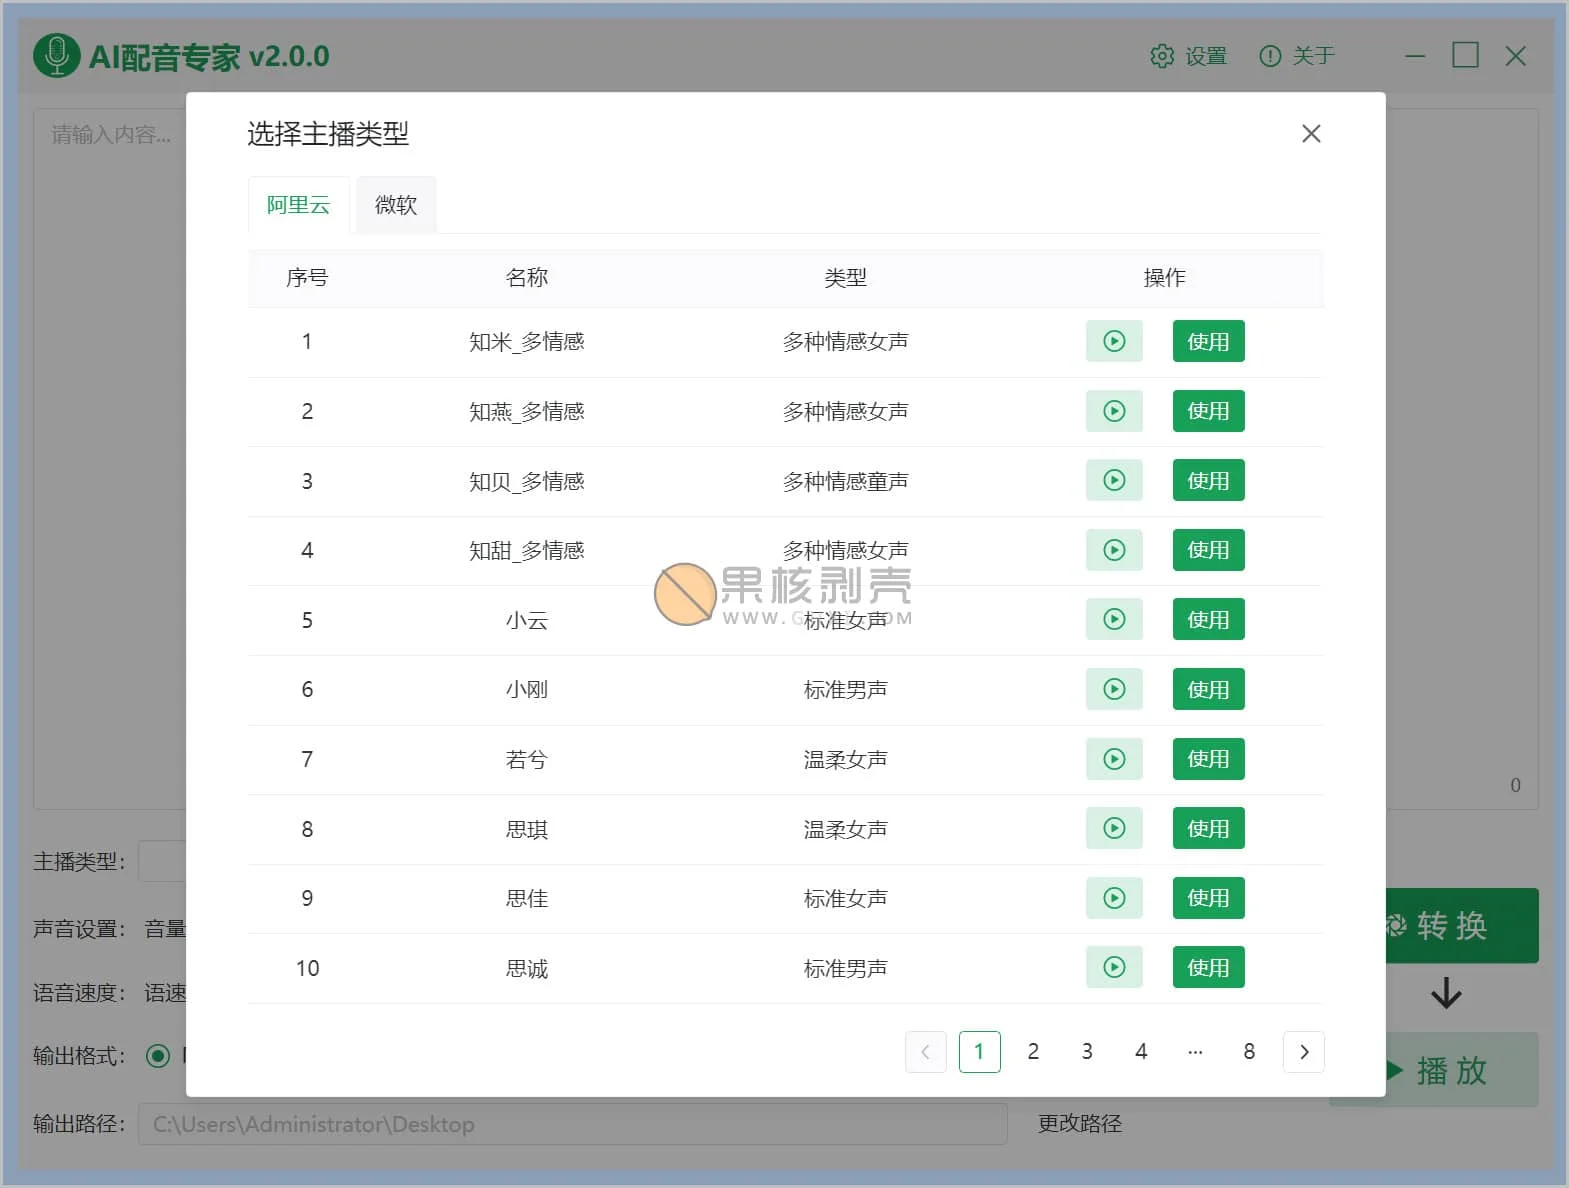 AI配音专家 v2.0.0
设置
关于
请输入内容...
选择主播类型
阿里云
微软
序号 名称 类型 操作
1 知米_多情感 多种情感女声 使用
2 知燕_多情感 多种情感女声 使用
3 知贝_多情感 多种情感童声 使用
4 知甜_多情感 多种情感女声 使用
果核剥壳
5 小云 标准女声 使用
6 小刚 标准男声 使用
7 若兮 温柔女声 使用
8 思琪 温柔女声 使用
9 思佳 标准女声 使用
10 思诚 标准男声 使用
1 2 3 4 ··· 8
0
主播类型：
声音设置： 音量
语音速度： 语速
输出格式：
输出路径： C:\Users\Administrator\Desktop
更改路径
转换
播放